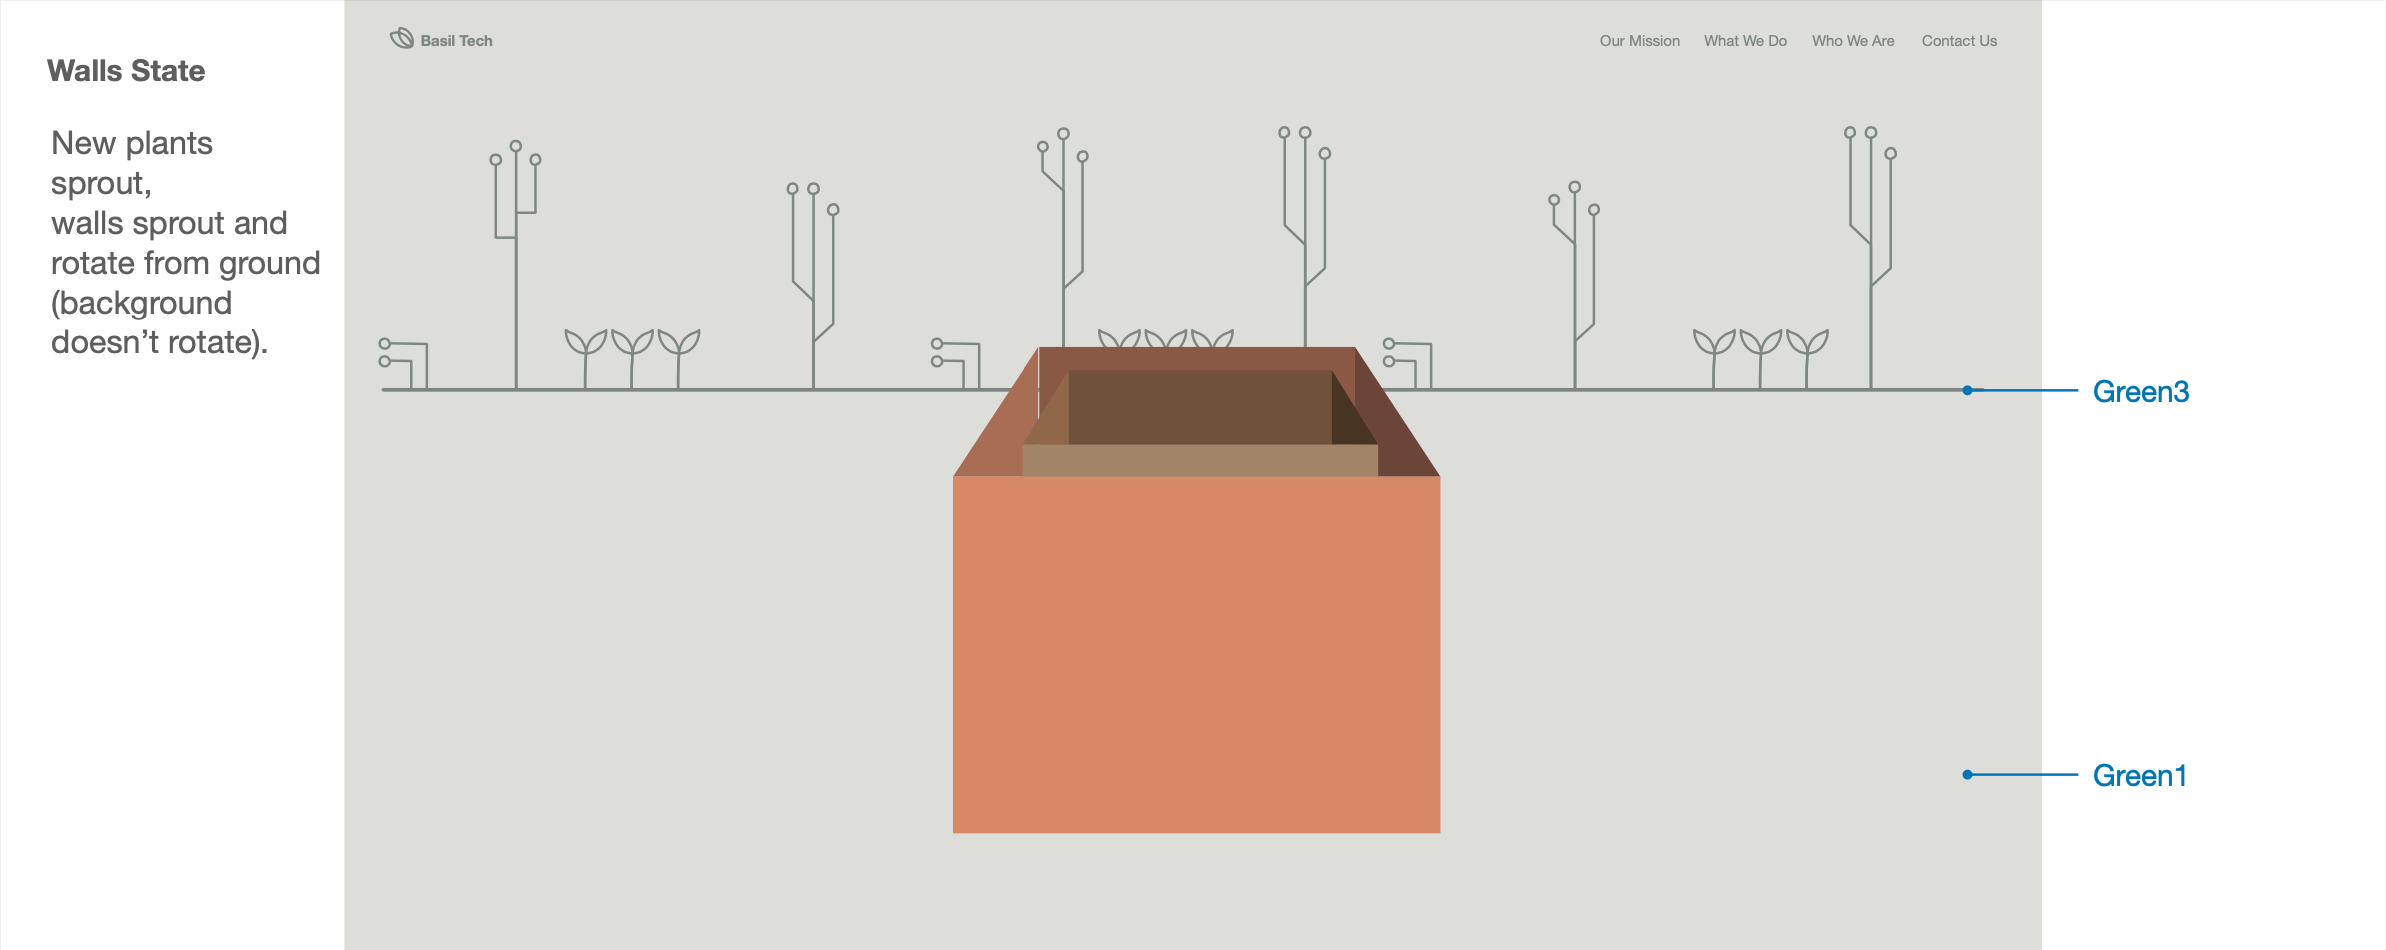 Walls State
New plants
sprout,
walls sprout and
rotate from ground
(background
doesn’t rotate).
Basil Tech
Our Mission What We Do Who We Are Contact Us
Green3
Green1